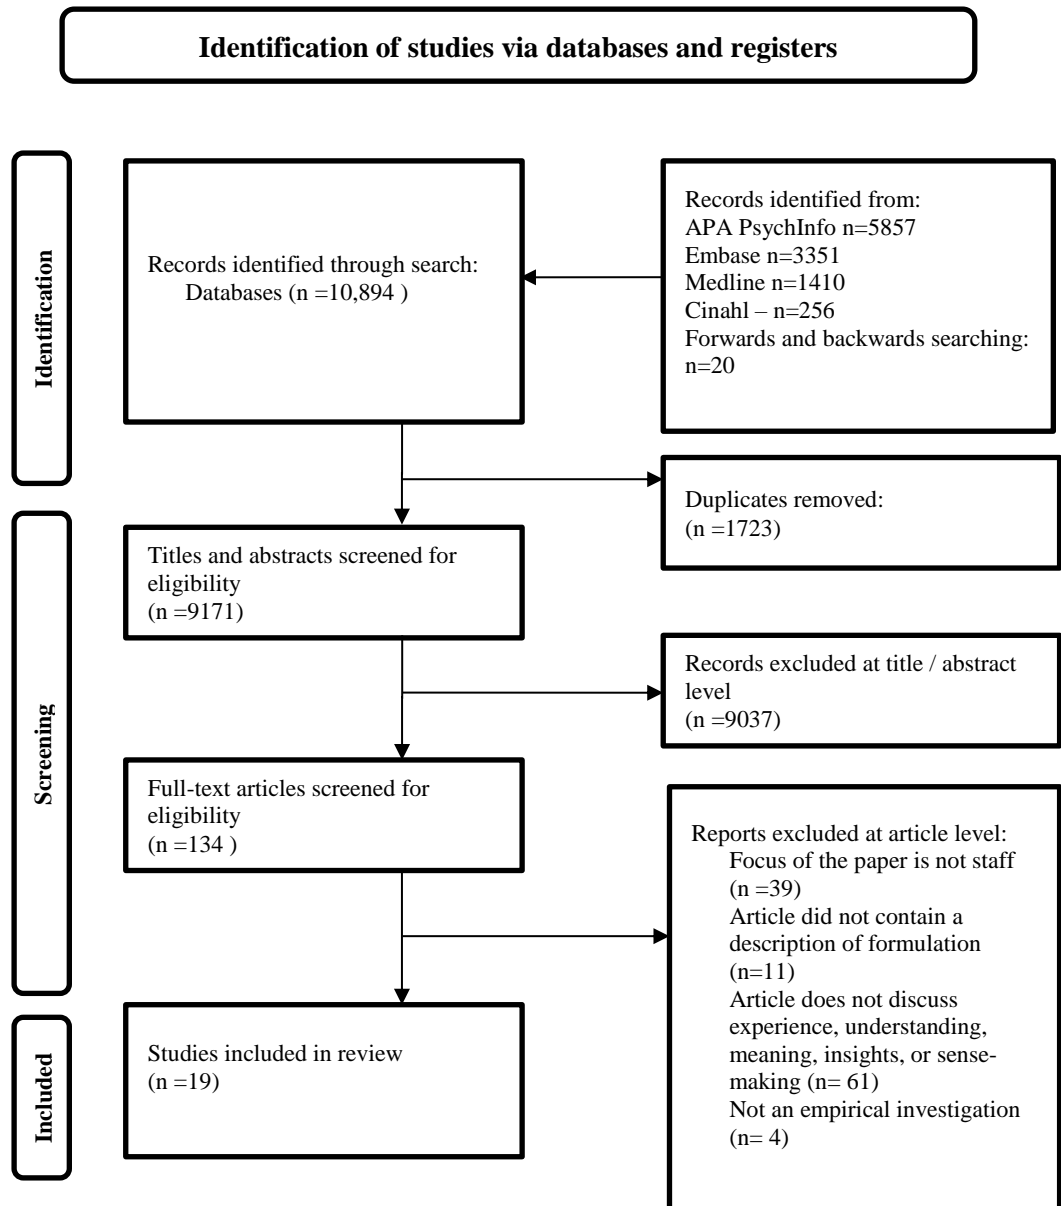 Identification of studies via databases and registers
Identification
Records identified through search:
Databases (n =10,894 )
Records identified from:
APA PsychInfo n=5857
Embase n=3351
Medline n=1410
Cinahl – n=256
Forwards and backwards searching:
n=20
Duplicates removed:
(n =1723)
Screening
Titles and abstracts screened for
eligibility
(n =9171)
Records excluded at title / abstract
level
(n =9037)
Full-text articles screened for
eligibility
(n =134 )
Reports excluded at article level:
Focus of the paper is not staff
(n =39)
Article did not contain a
description of formulation
(n=11)
Article does not discuss
experience, understanding,
meaning, insights, or sense-
making (n= 61)
Not an empirical investigation
(n= 4)
Included
Studies included in review
(n =19)